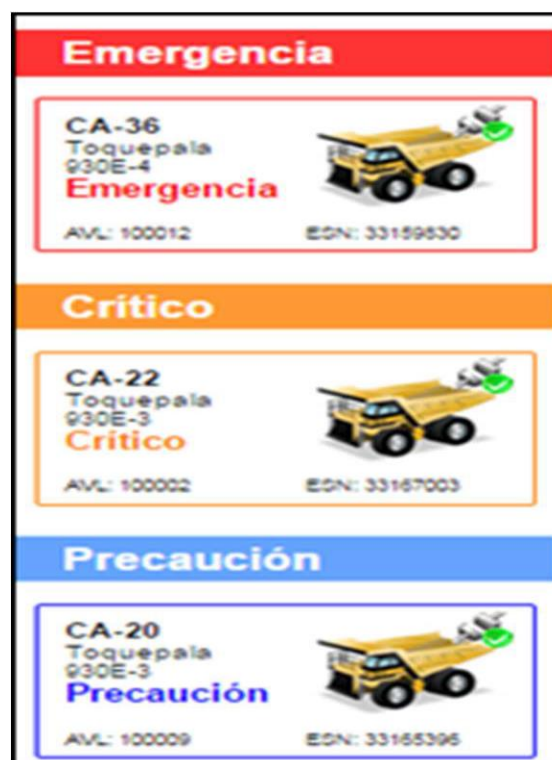 Emergencia
CA-36
Toquepala
930E-4
Emergencia
AVL: 100012 ESN: 33159830
Crítico
CA-22
Toquepala
930E-3
Crítico
AVL: 100002 ESN: 33167003
Precaución
CA-20
Toquepala
930E-3
Precaución
AVL: 100009 ESN: 33165396